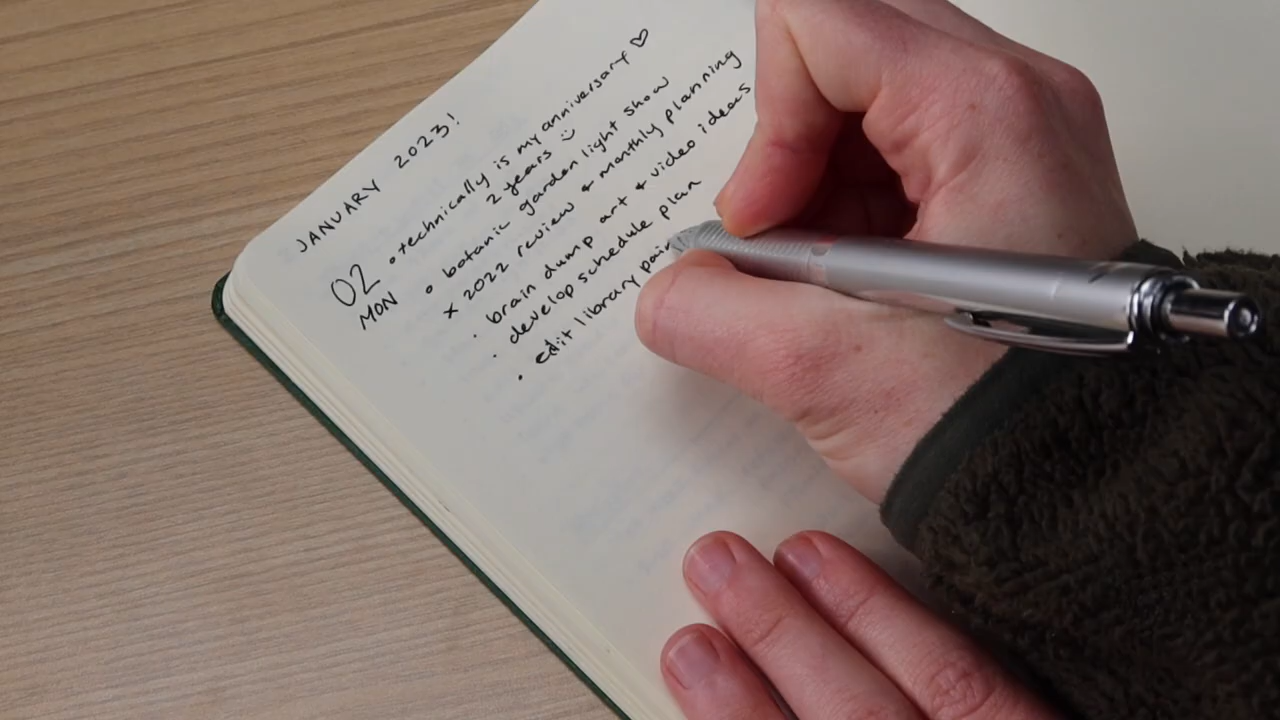 JANUARY 2023!
02
MON
• technically is my anniversary ♡
2 years :)
o botanic garden light show
x 2022 review & monthly planning
• brain dump art & video ideas
• develop schedule plan
• edit library pain